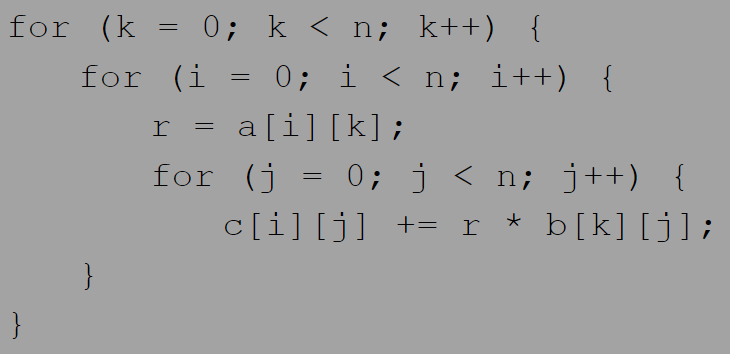 for (k = 0; k < n; k++) {
    for (i = 0; i < n; i++) {
        r = a[i][k];
        for (j = 0; j < n; j++) {
            c[i][j] += r * b[k][j];
    }
}